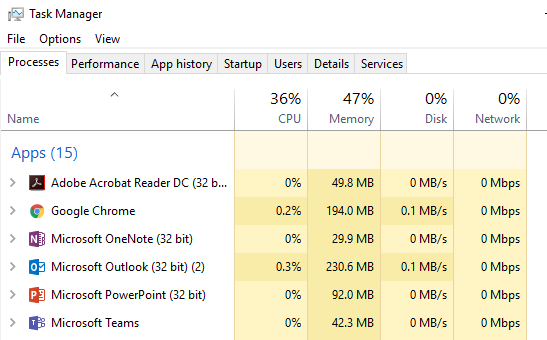 Task Manager
File Options View
Processes Performance App history Startup Users Details Services
36% 47% 0% 0%
Name CPU Memory Disk Network
Apps (15)
Adobe Acrobat Reader DC (32 b... 0% 49.8 MB 0 MB/s 0 Mbps
Google Chrome 0.2% 194.0 MB 0.1 MB/s 0 Mbps
Microsoft OneNote (32 bit) 0% 29.9 MB 0 MB/s 0 Mbps
Microsoft Outlook (32 bit) (2) 0.3% 230.6 MB 0.1 MB/s 0 Mbps
Microsoft PowerPoint (32 bit) 0% 92.0 MB 0 MB/s 0 Mbps
Microsoft Teams 0% 42.3 MB 0 MB/s 0 Mbps